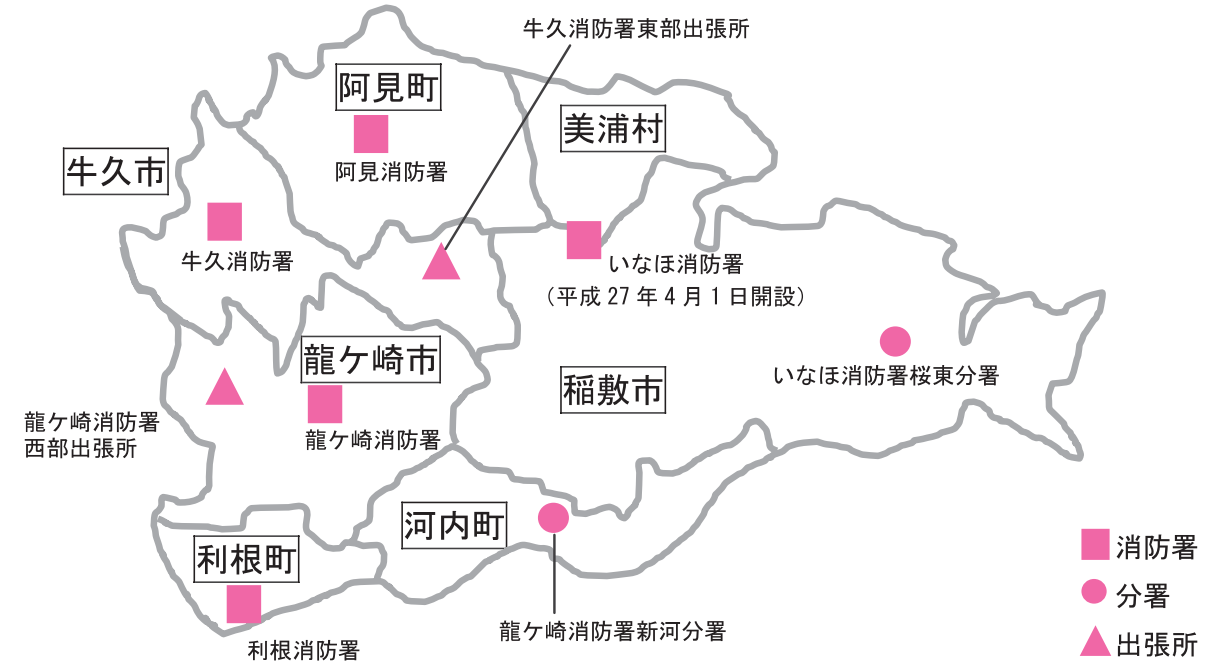 牛久消防署東部出張所
阿見町
美浦村
牛久市
阿見消防署
牛久消防署
いなほ消防署
（平成 27 年 4 月 1 日開設）
龍ケ崎市
稲敷市
いなほ消防署桜東分署
龍ケ崎消防署
西部出張所
龍ケ崎消防署
河内町
利根町
龍ケ崎消防署新河分署
利根消防署
消防署
分署
出張所